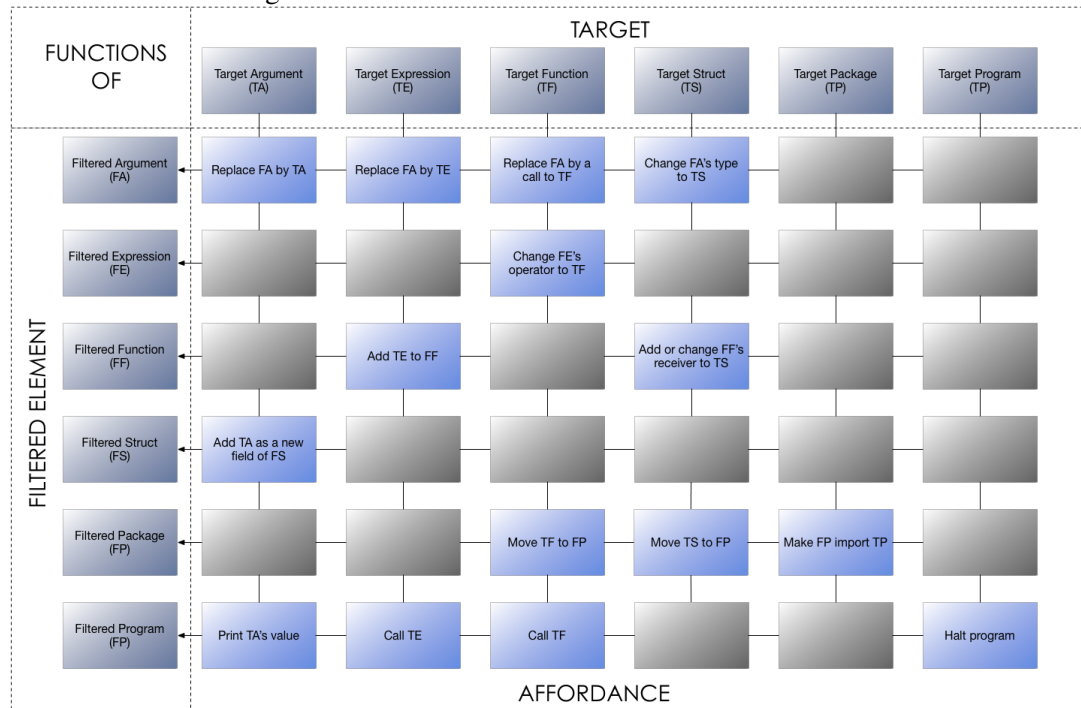 FUNCTIONS
OF
TARGET
Target Argument
(TA)
Target Expression
(TE)
Target Function
(TF)
Target Struct
(TS)
Target Package
(TP)
Target Program
(TP)
FILTERED ELEMENT
Filtered Argument
(FA)
Replace FA by TA
Replace FA by TE
Replace FA by a
call to TF
Change FA's type
to TS
Filtered Expression
(FE)
Change FE's
operator to TF
Filtered Function
(FF)
Add TE to FF
Add or change FF's
receiver to TS
Filtered Struct
(FS)
Add TA as a new
field of FS
Filtered Package
(FP)
Move TF to FP
Move TS to FP
Make FP import TP
Filtered Program
(FP)
Print TA's value
Call TE
Call TF
Halt program
AFFORDANCE